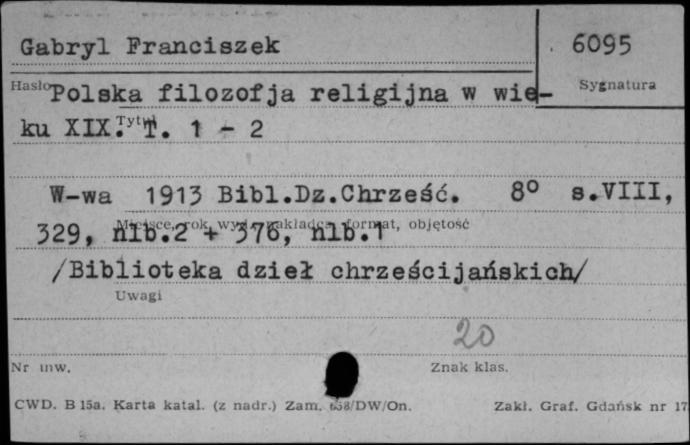 Gabryl Franciszek
6095
Hasło
Sygnatura
Polska filozofja religijna w wie-
ku XIX. T. 1 - 2
Tytuł
W-wa 1913 Bibl.Dz.Chrześć. 8° s.VIII,
Miejsce, rok wyd., nakładca, format, objętość
329, nlb.2 + 376, nlb.1
/Biblioteka dzieł chrześcijańskich/
Uwagi
20
Nr inw.
Znak klas.
CWD. B 15a. Karta katal. (z nadr.) Zam. /DW/On.
Zakł. Graf. Gdańsk nr 17